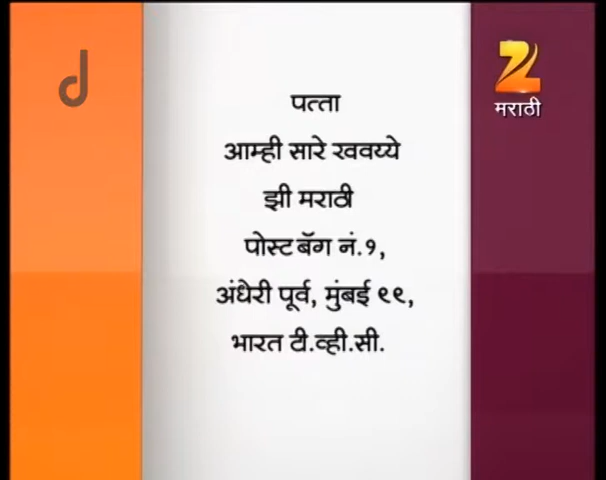 पत्ता
आम्ही सारे खवय्ये
झी मराठी
पोस्ट बॅग नं.१,
अंधेरी पूर्व, मुंबई ९९,
भारत टी.व्ही.सी.
मराठी